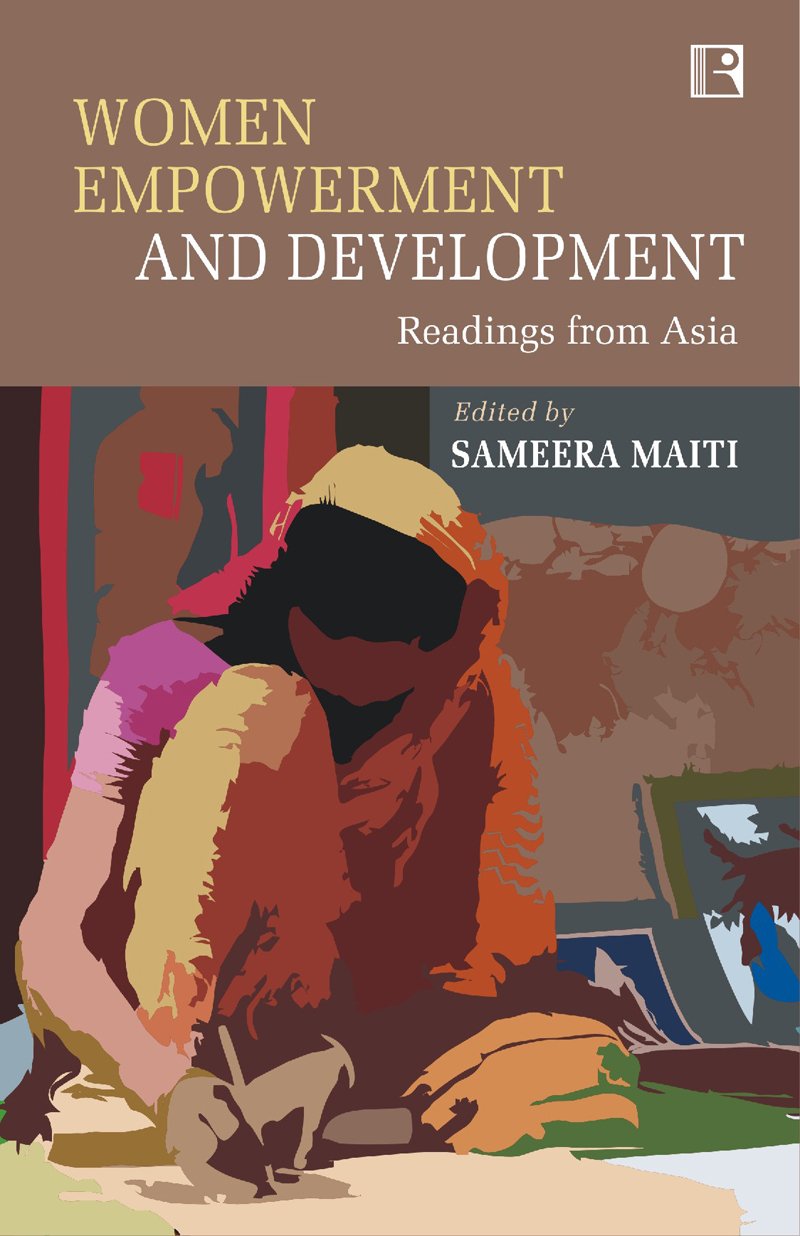 WOMEN
EMPOWERMENT
AND DEVELOPMENT
Readings from Asia
Edited by
SAMEERA MAITI